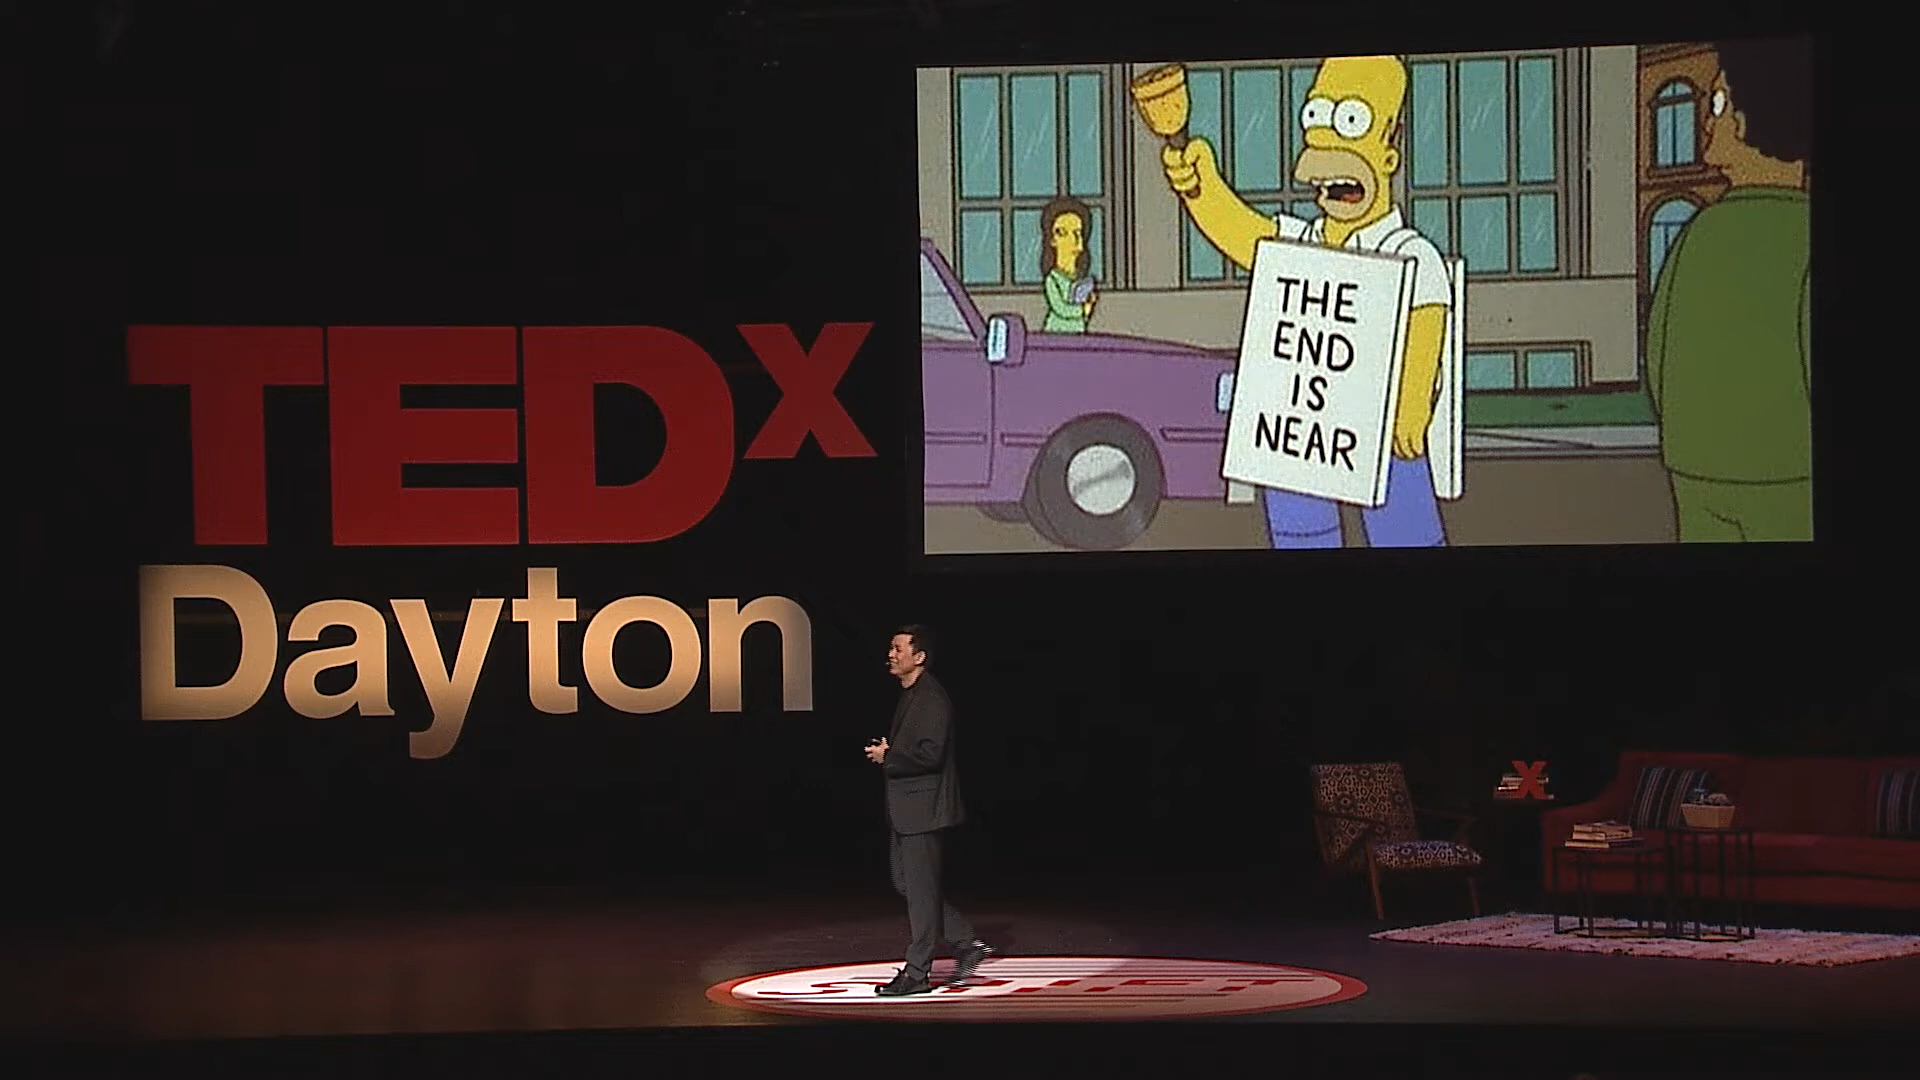 TEDx
Dayton
THE
END
IS
NEAR
X